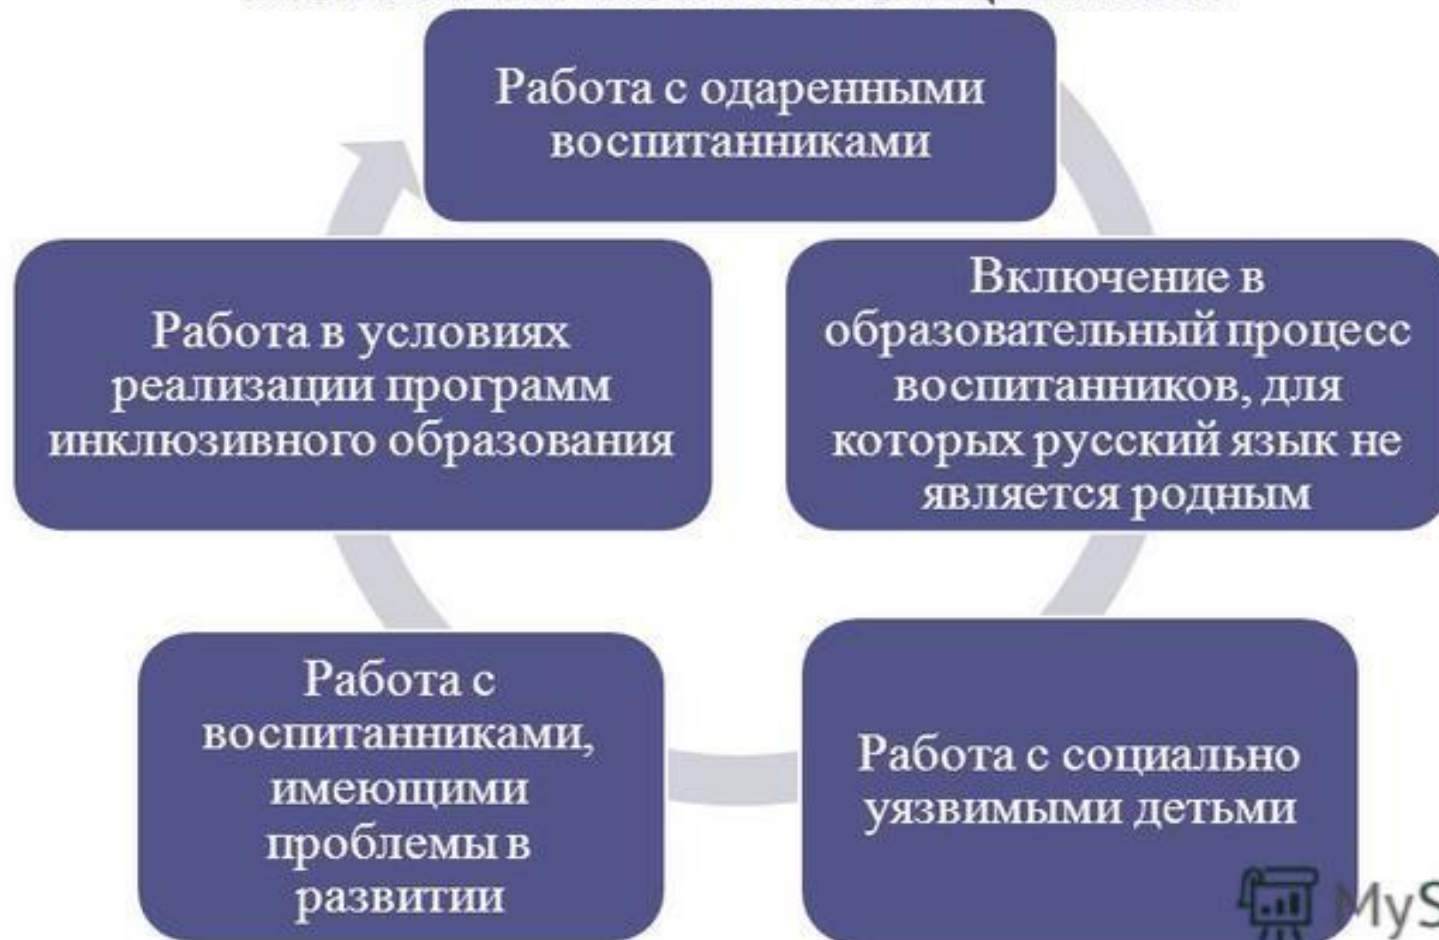 Работа с одаренными
воспитанниками
Включение в
образовательный процесс
воспитанников, для
которых русский язык не
является родным
Работа с социально
уязвимыми детьми
Работа с
воспитанниками,
имеющими
проблемы в
развитии
Работа в условиях
реализации программ
инклюзивного образования
MyS